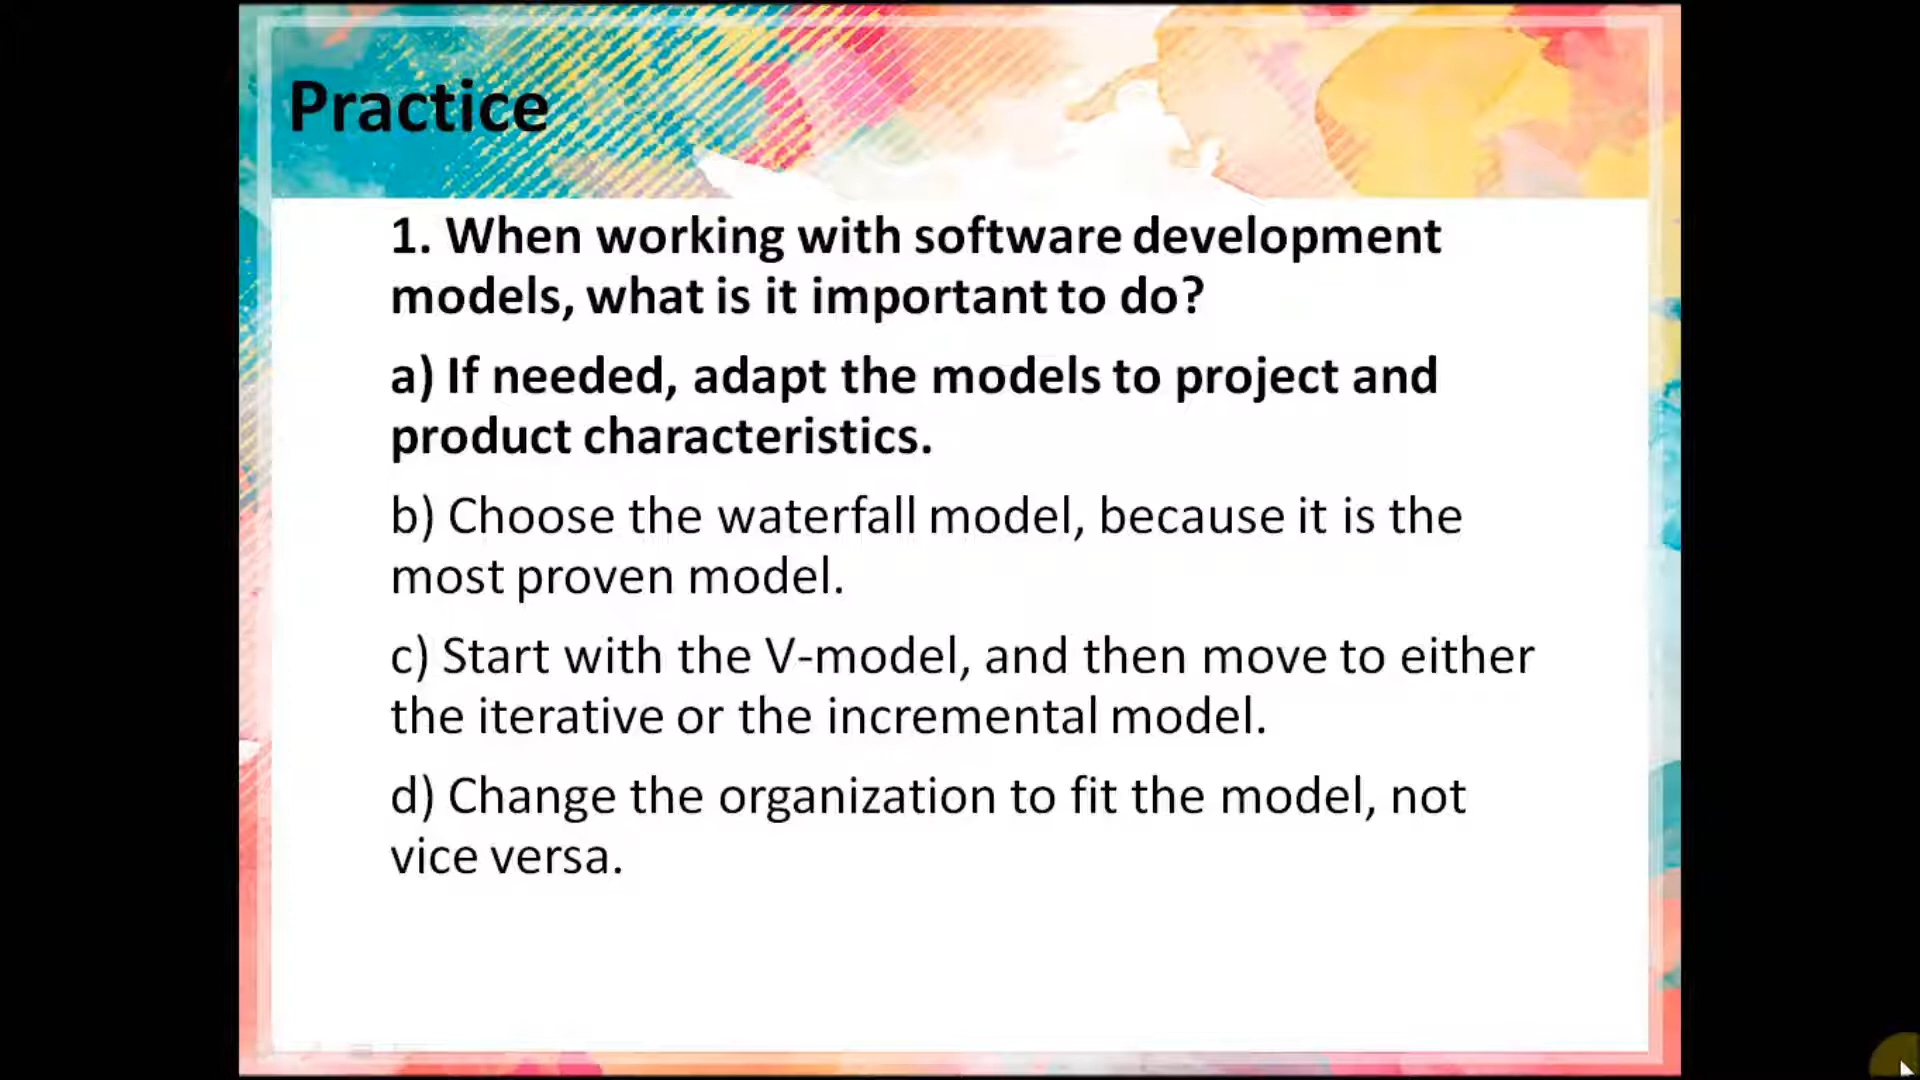 Practice
1. When working with software development
models, what is it important to do?
a) If needed, adapt the models to project and
product characteristics.
b) Choose the waterfall model, because it is the
most proven model.
c) Start with the V-model, and then move to either
the iterative or the incremental model.
d) Change the organization to fit the model, not
vice versa.